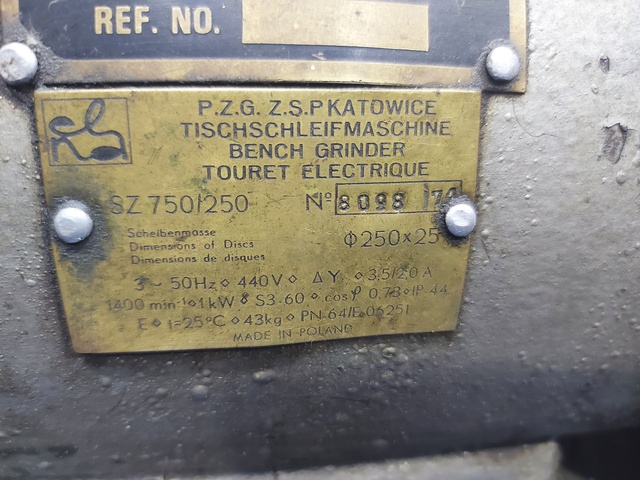 REF. NO.
P.Z.G. Z.S.P KATOWICE
TISCHSCHLEIFMASCHINE
BENCH GRINDER
TOURET ÉLECTRIQUE
SZ 750/250 Nº 8098 74
Scheibenmasse
Dimensions of Discs
Dimensions de disques
Φ250×25
3~50Hz ⋄ 440V ⋄ ΔY ⋄ 3,5/2,0 A
1400 min⁻¹ ⋄ 1kW ⋄ S3-60 ⋄ cosφ 0,78 ⋄ IP-44
E ⋄ t=25°C ⋄ 43kg ⋄ PN-64/E-06251
MADE IN POLAND